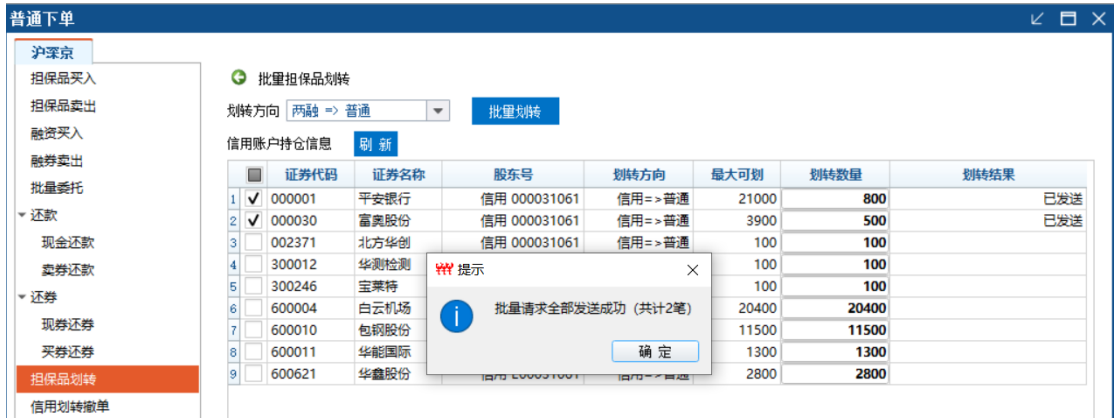 普通下单
沪深京
担保品买入
担保品卖出
融资买入
融券卖出
批量委托
还款
现金还款
卖券还款
还券
现券还券
买券还券
担保品划转
信用划转撤单
批量担保品划转
划转方向 两融 => 普通 批量划转
信用账户持仓信息 刷 新
证券代码 证券名称 股东号 划转方向 最大可划 划转数量 划转结果
1 000001 平安银行 信用 000031061 信用=>普通 21000 800 已发送
2 000030 富奥股份 信用 000031061 信用=>普通 3900 500 已发送
3 002371 北方华创 信用 000031061 信用=>普通 100 100
4 300012 华测检测 100 100
5 300246 宝莱特 100 100
6 600004 白云机场 20400 20400
7 600010 包钢股份 11500 11500
8 600011 华能国际 1300 1300
9 600621 华鑫股份 信用 E00031061 信用=>普通 2800 2800
提示
批量请求全部发送成功（共计2笔）
确 定